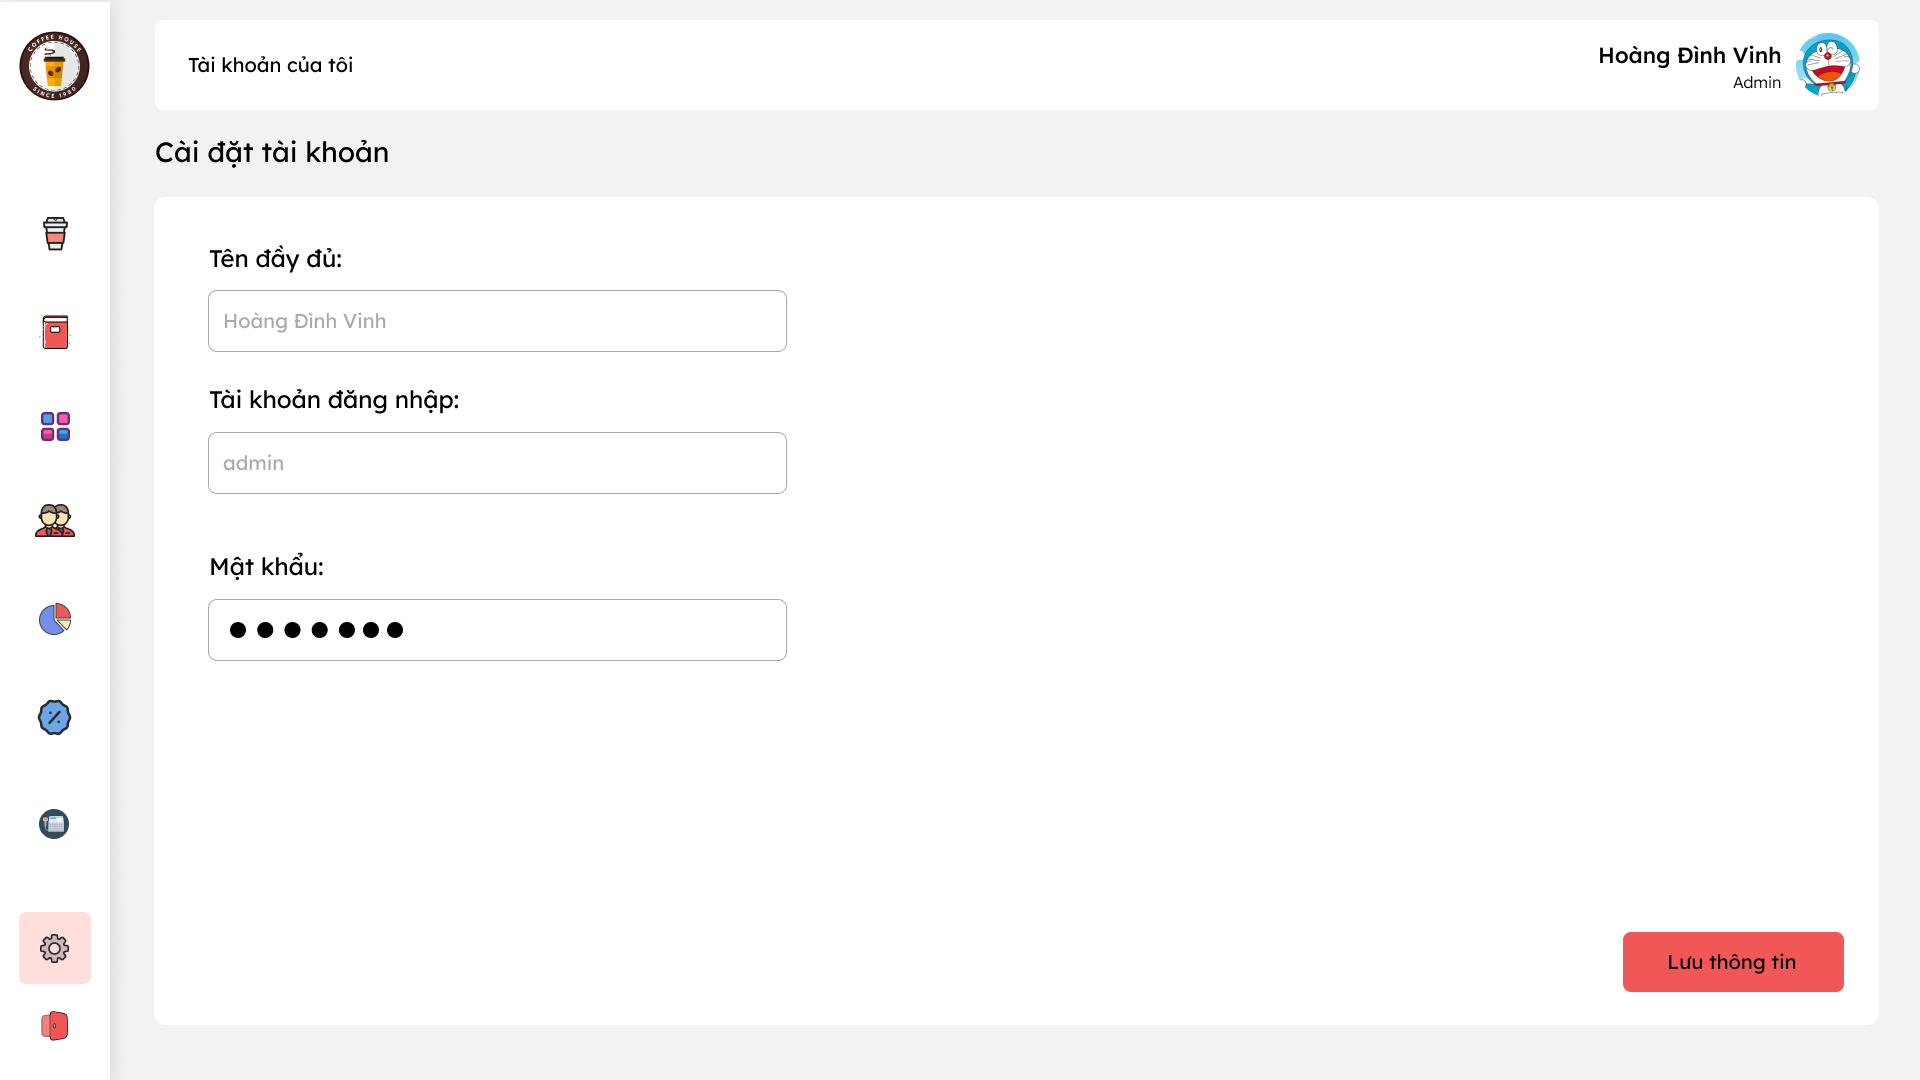 COFFEE HOUSE
SINCE 1980
Tài khoản của tôi
Hoàng Đình Vinh
Admin
Cài đặt tài khoản
Tên đầy đủ:
Hoàng Đình Vinh
Tài khoản đăng nhập:
admin
Mật khẩu:
Lưu thông tin